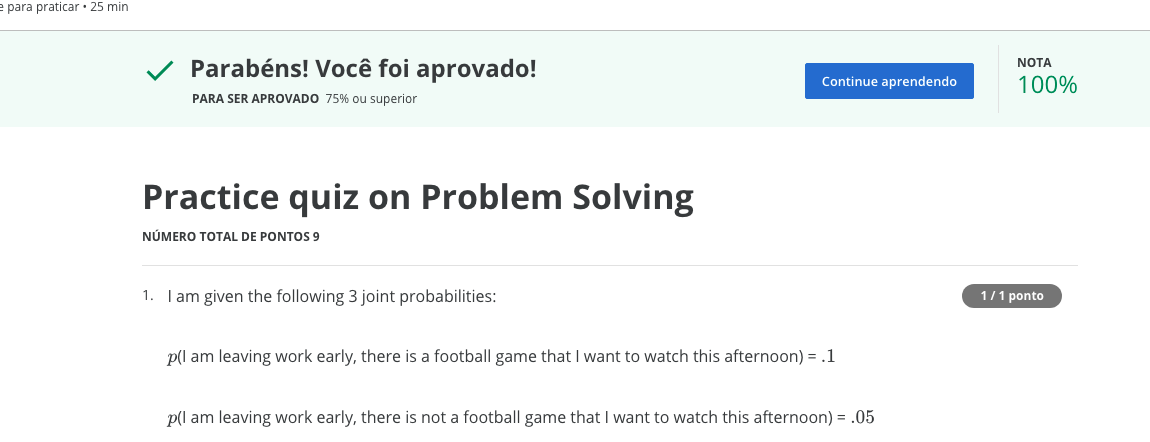 e para praticar • 25 min
Parabéns! Você foi aprovado!
PARA SER APROVADO 75% ou superior
Continue aprendendo
NOTA
100%
Practice quiz on Problem Solving
NÚMERO TOTAL DE PONTOS 9
1. I am given the following 3 joint probabilities:
1 / 1 ponto
p(I am leaving work early, there is a football game that I want to watch this afternoon) = .1
p(I am leaving work early, there is not a football game that I want to watch this afternoon) = .05